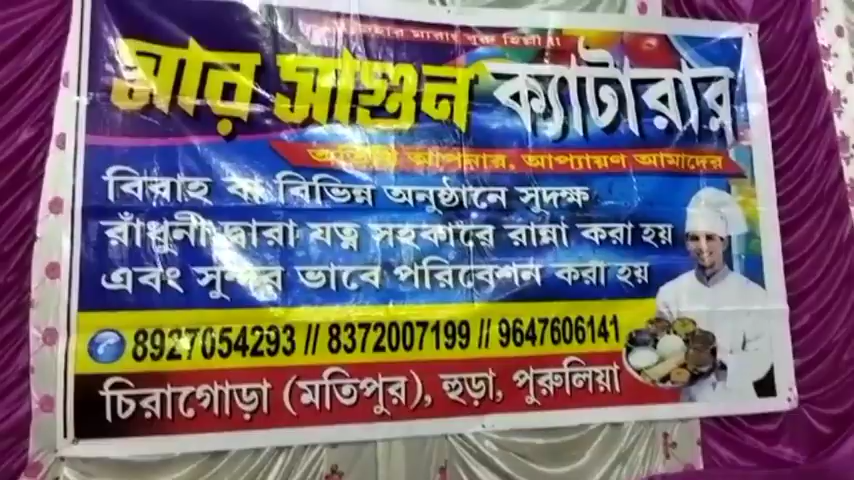 মার সাগুন ক্যাটারার
অতিথি আপনার, আপ্যায়ণ আমাদের
বিবাহ বা বিভিন্ন অনুষ্ঠানে সুদক্ষ
রাঁধুনী দ্বারা যত্ন সহকারে রান্না করা হয়
এবং সুন্দর ভাবে পরিবেশন করা হয়
8927054293 // 8372007199 // 9647606141
চিরাগোড়া (মতিপুর), হুড়া, পুরুলিয়া